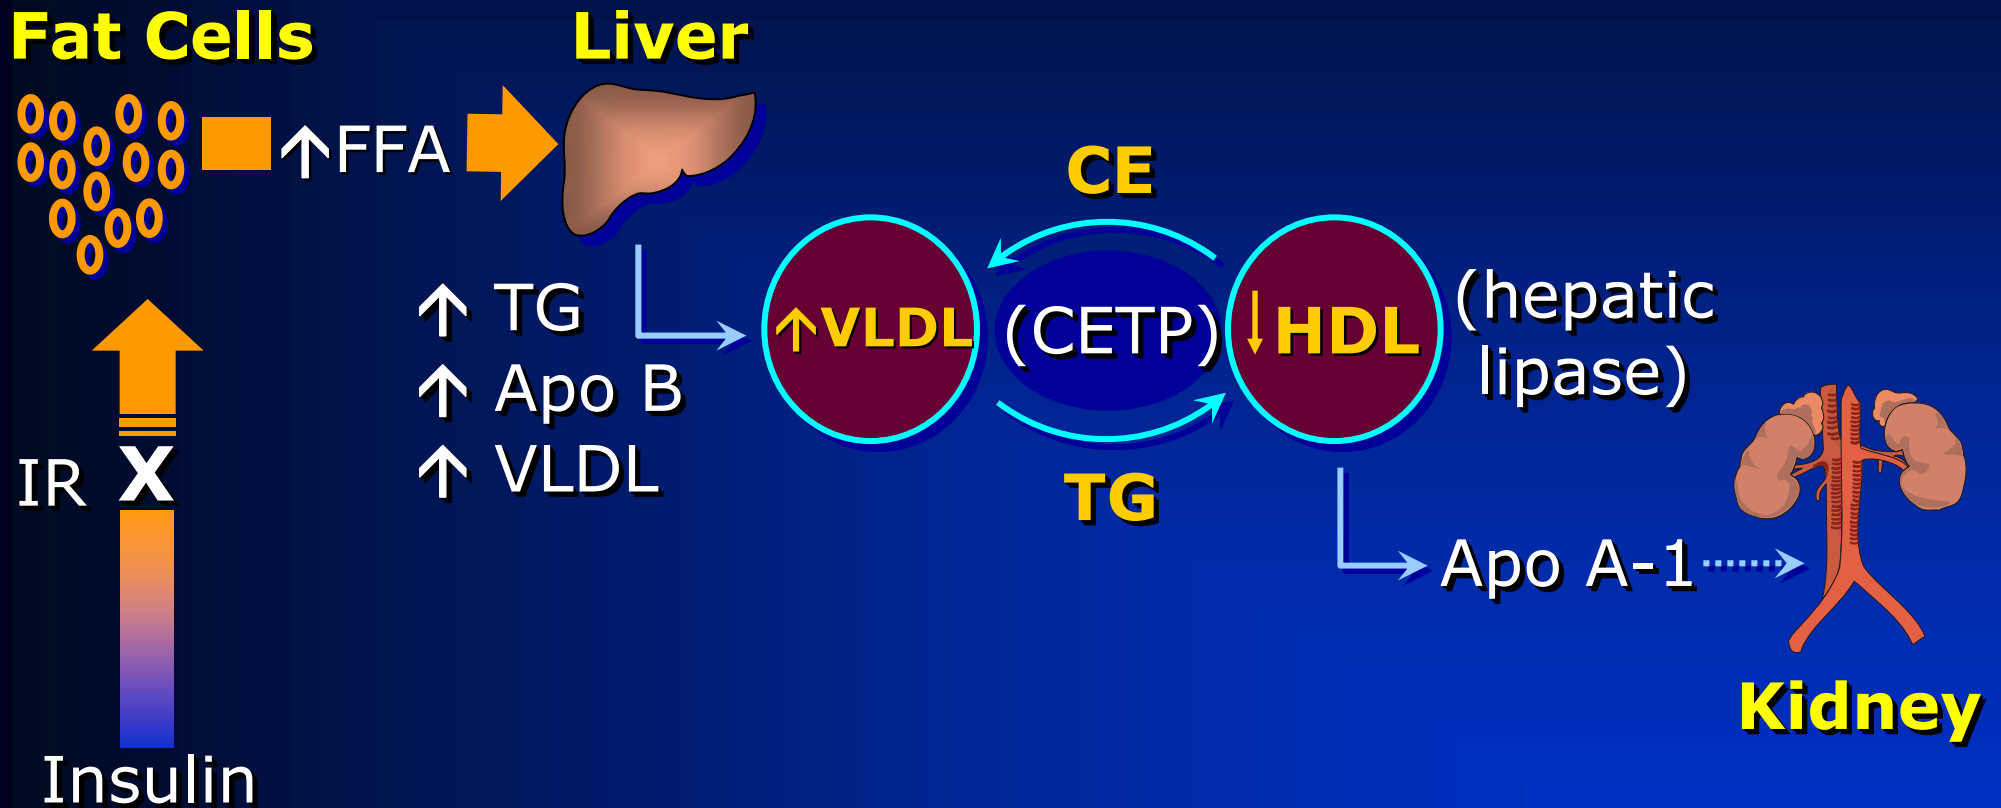 Fat Cells
Liver
↑FFA
CE
↑ TG
↑ Apo B
↑ VLDL
↑VLDL
(CETP)
↓HDL
(hepatic
lipase)
TG
IR X
Apo A-1
Kidney
Insulin